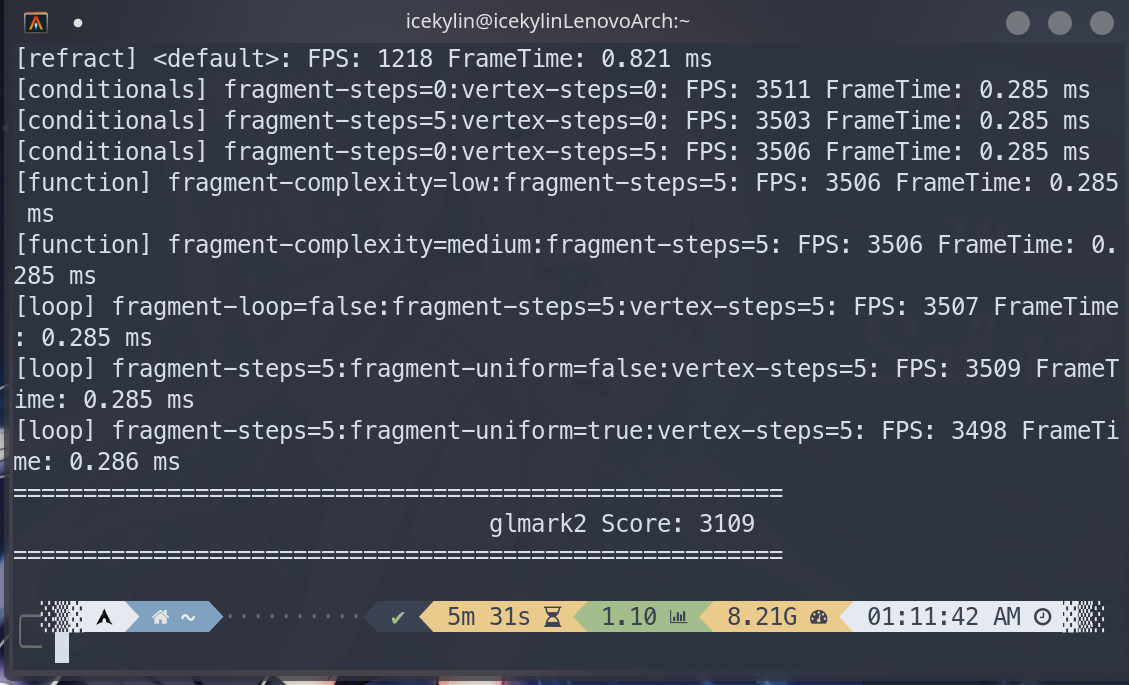 icekylin@icekylinLenovoArch:~
[refract] <default>: FPS: 1218 FrameTime: 0.821 ms
[conditionals] fragment-steps=0:vertex-steps=0: FPS: 3511 FrameTime: 0.285 ms
[conditionals] fragment-steps=5:vertex-steps=0: FPS: 3503 FrameTime: 0.285 ms
[conditionals] fragment-steps=0:vertex-steps=5: FPS: 3506 FrameTime: 0.285 ms
[function] fragment-complexity=low:fragment-steps=5: FPS: 3506 FrameTime: 0.285
 ms
[function] fragment-complexity=medium:fragment-steps=5: FPS: 3506 FrameTime: 0.
285 ms
[loop] fragment-loop=false:fragment-steps=5:vertex-steps=5: FPS: 3507 FrameTime
: 0.285 ms
[loop] fragment-steps=5:fragment-uniform=false:vertex-steps=5: FPS: 3509 FrameT
ime: 0.285 ms
[loop] fragment-steps=5:fragment-uniform=true:vertex-steps=5: FPS: 3498 FrameTi
me: 0.286 ms
=======================================================
glmark2 Score: 3109
=======================================================
~ ✔ 5m 31s 1.10 8.21G 01:11:42 AM